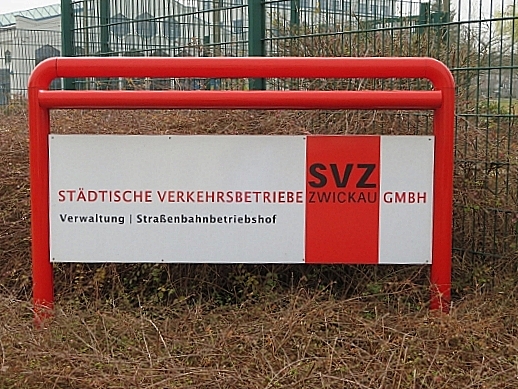 SVZ
STÄDTISCHE VERKEHRSBETRIEBE ZWICKAU GMBH
Verwaltung | Straßenbahnbetriebshof